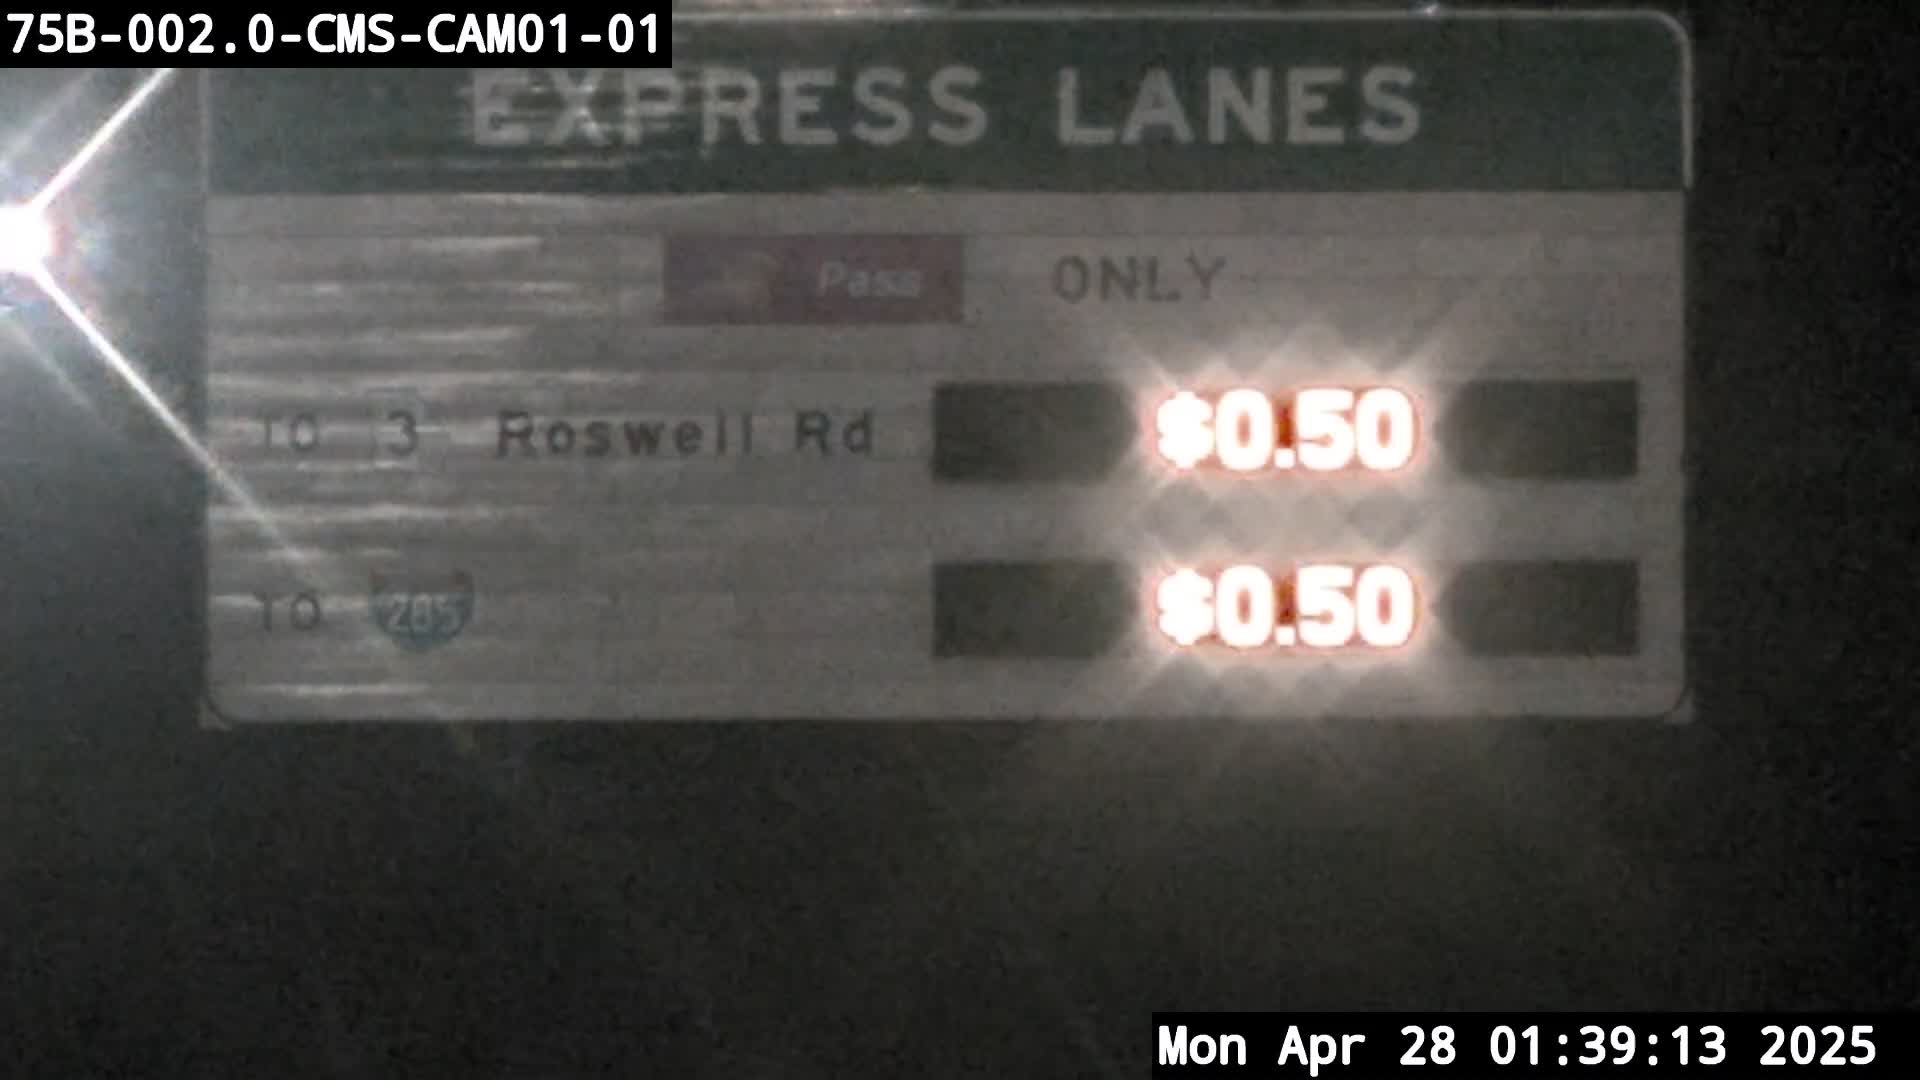 75B-002.0-CMS-CAM01-01
EXPRESS LANES
Pass ONLY
TO 3 Roswell Rd $0.50
TO 285 $0.50
Mon Apr 28 01:39:13 2025